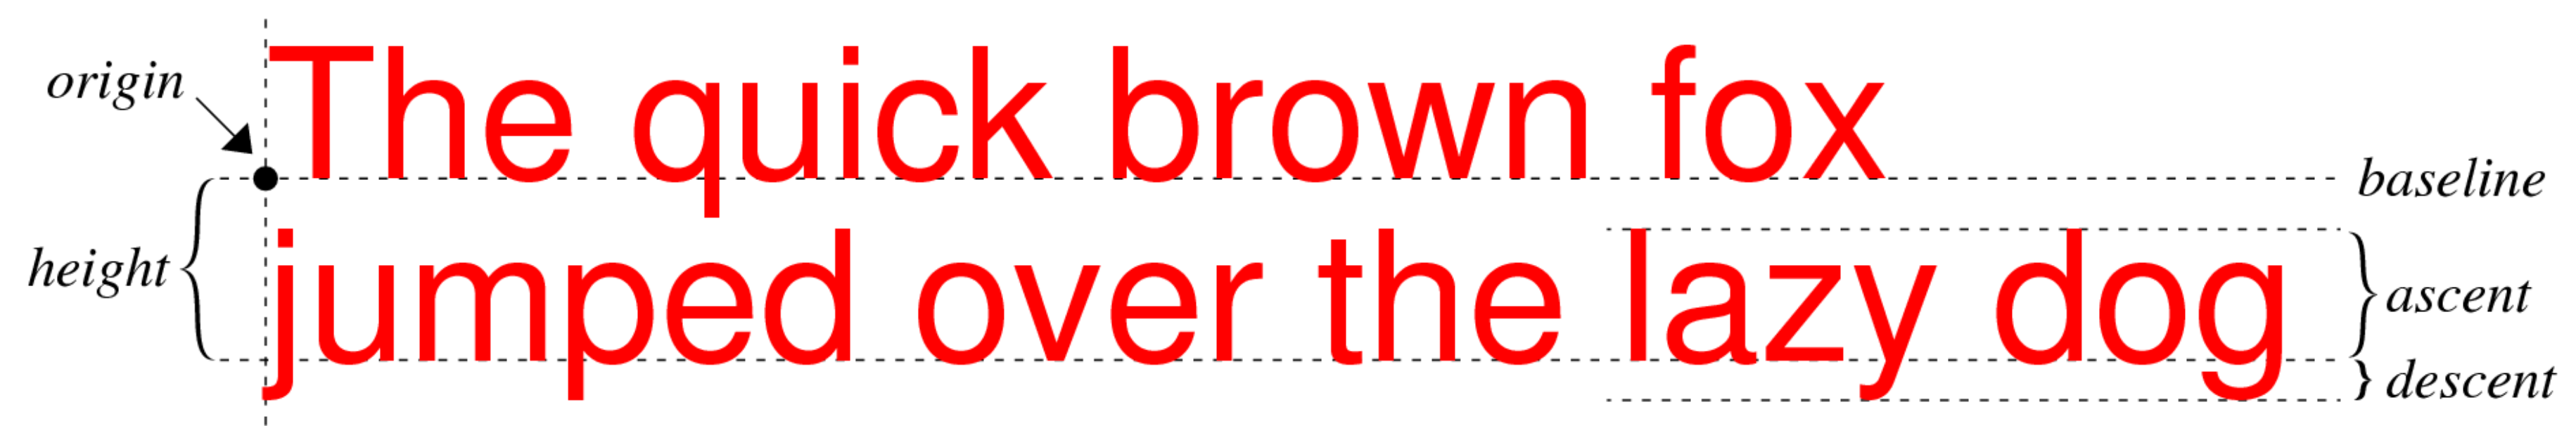 origin
The quick brown fox
baseline
height
jumped over the lazy dog
ascent
descent